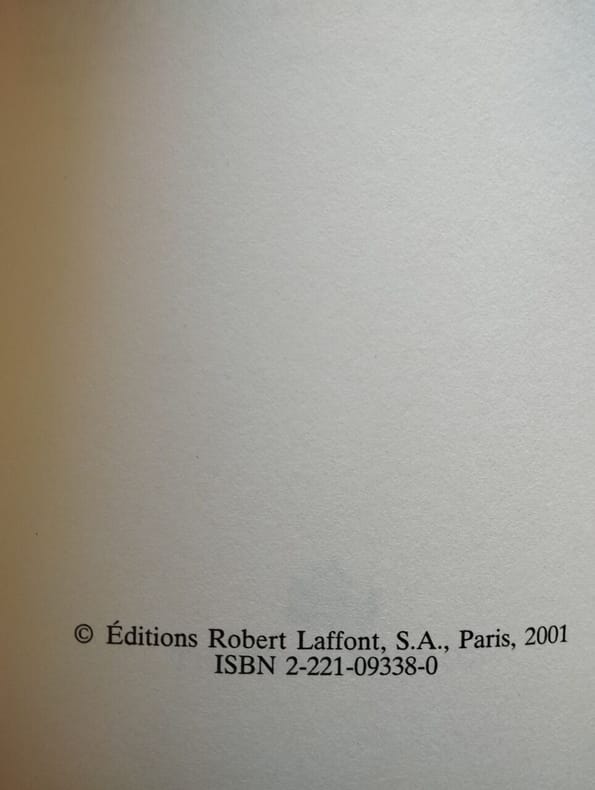 © Éditions Robert Laffont, S.A., Paris, 2001
ISBN 2-221-09338-0